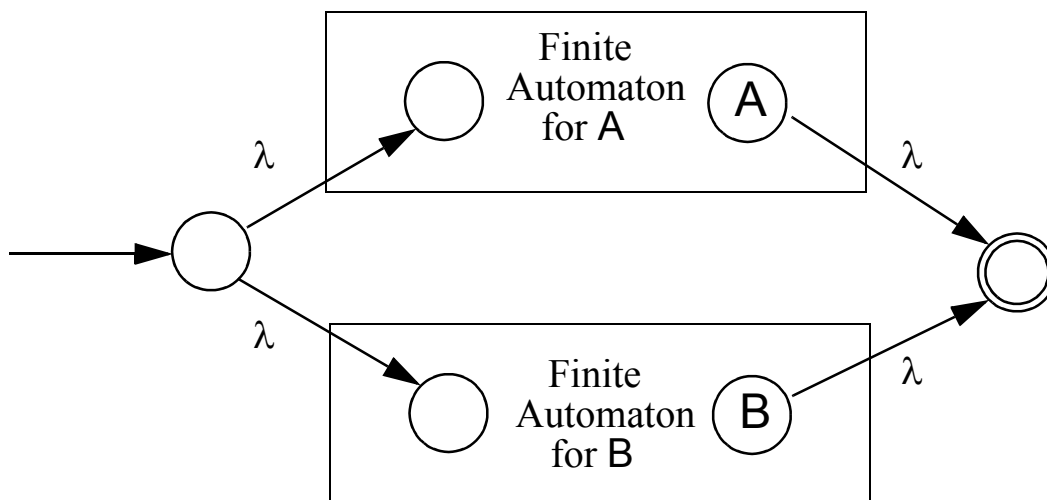 Finite
Automaton
for A
A
λ
λ
λ
λ
Finite
Automaton
for B
B